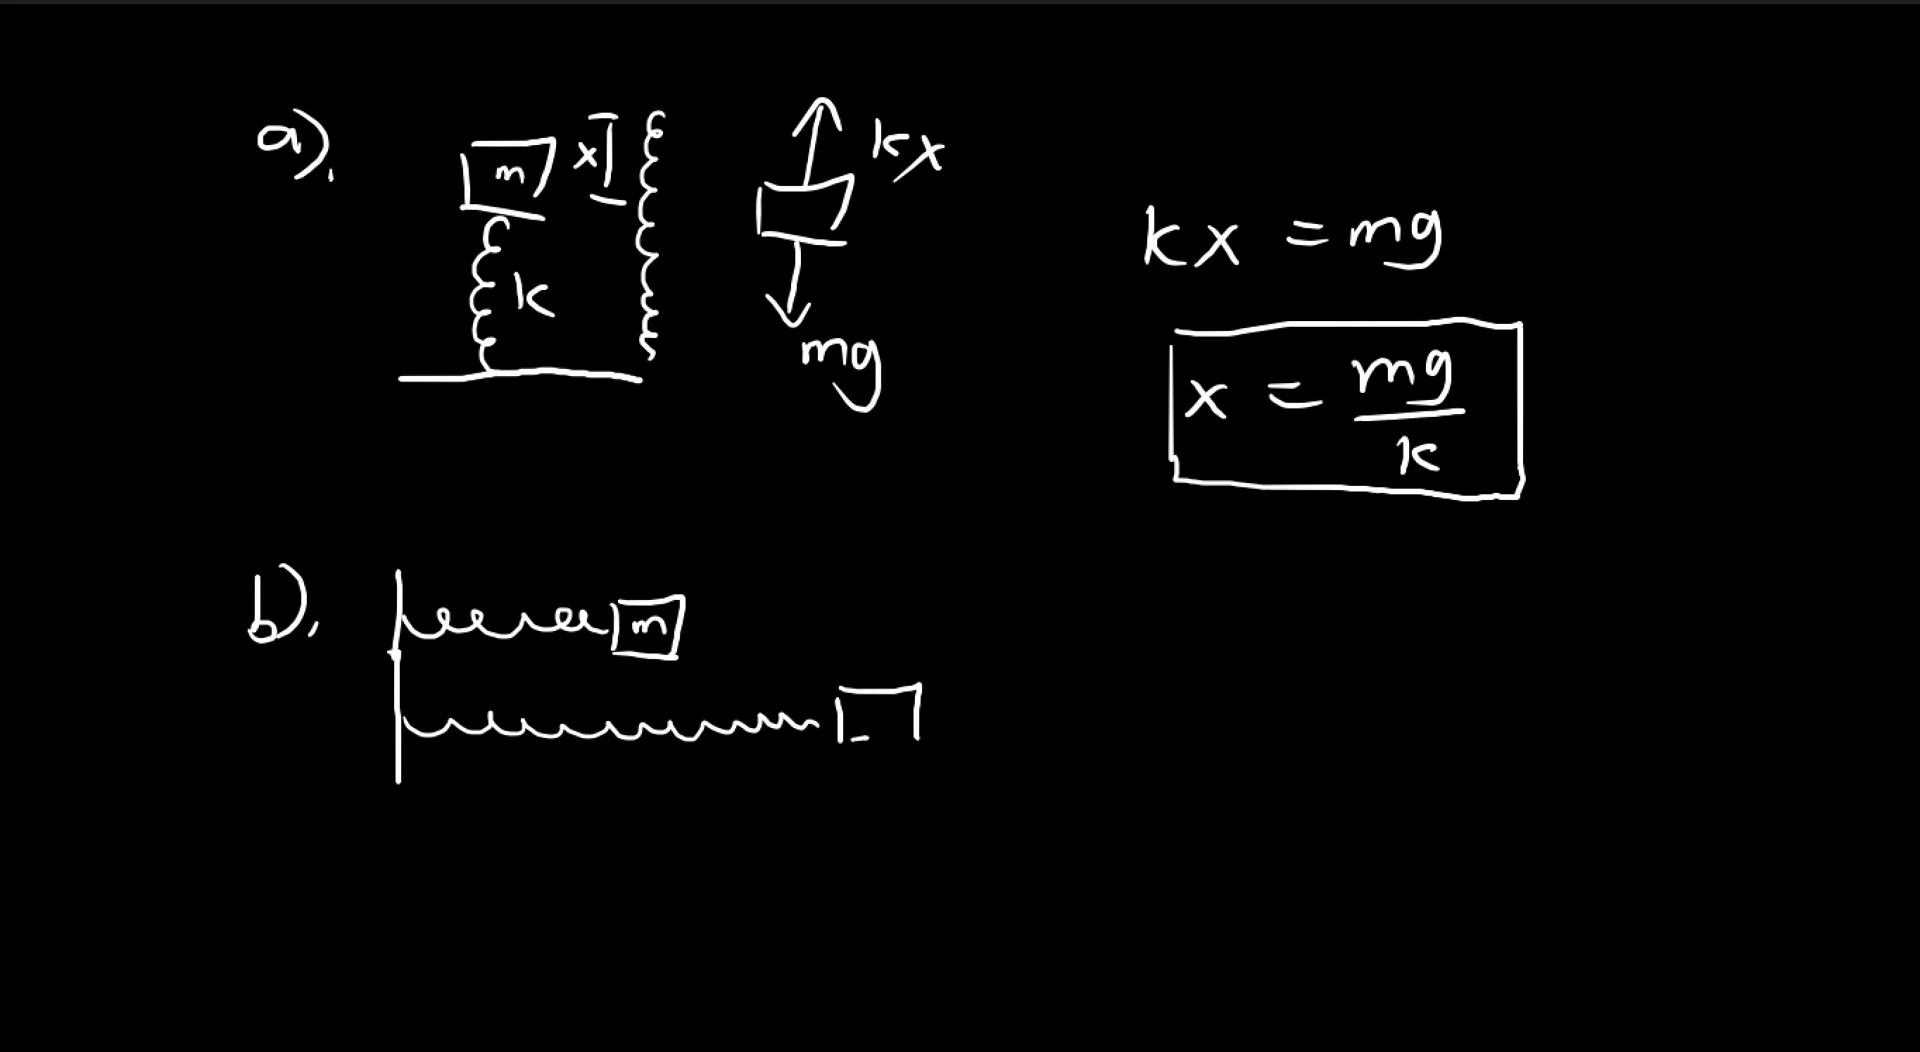 a).
m
x
k
kx
mg
kx = mg
x = mg/k
b).
m